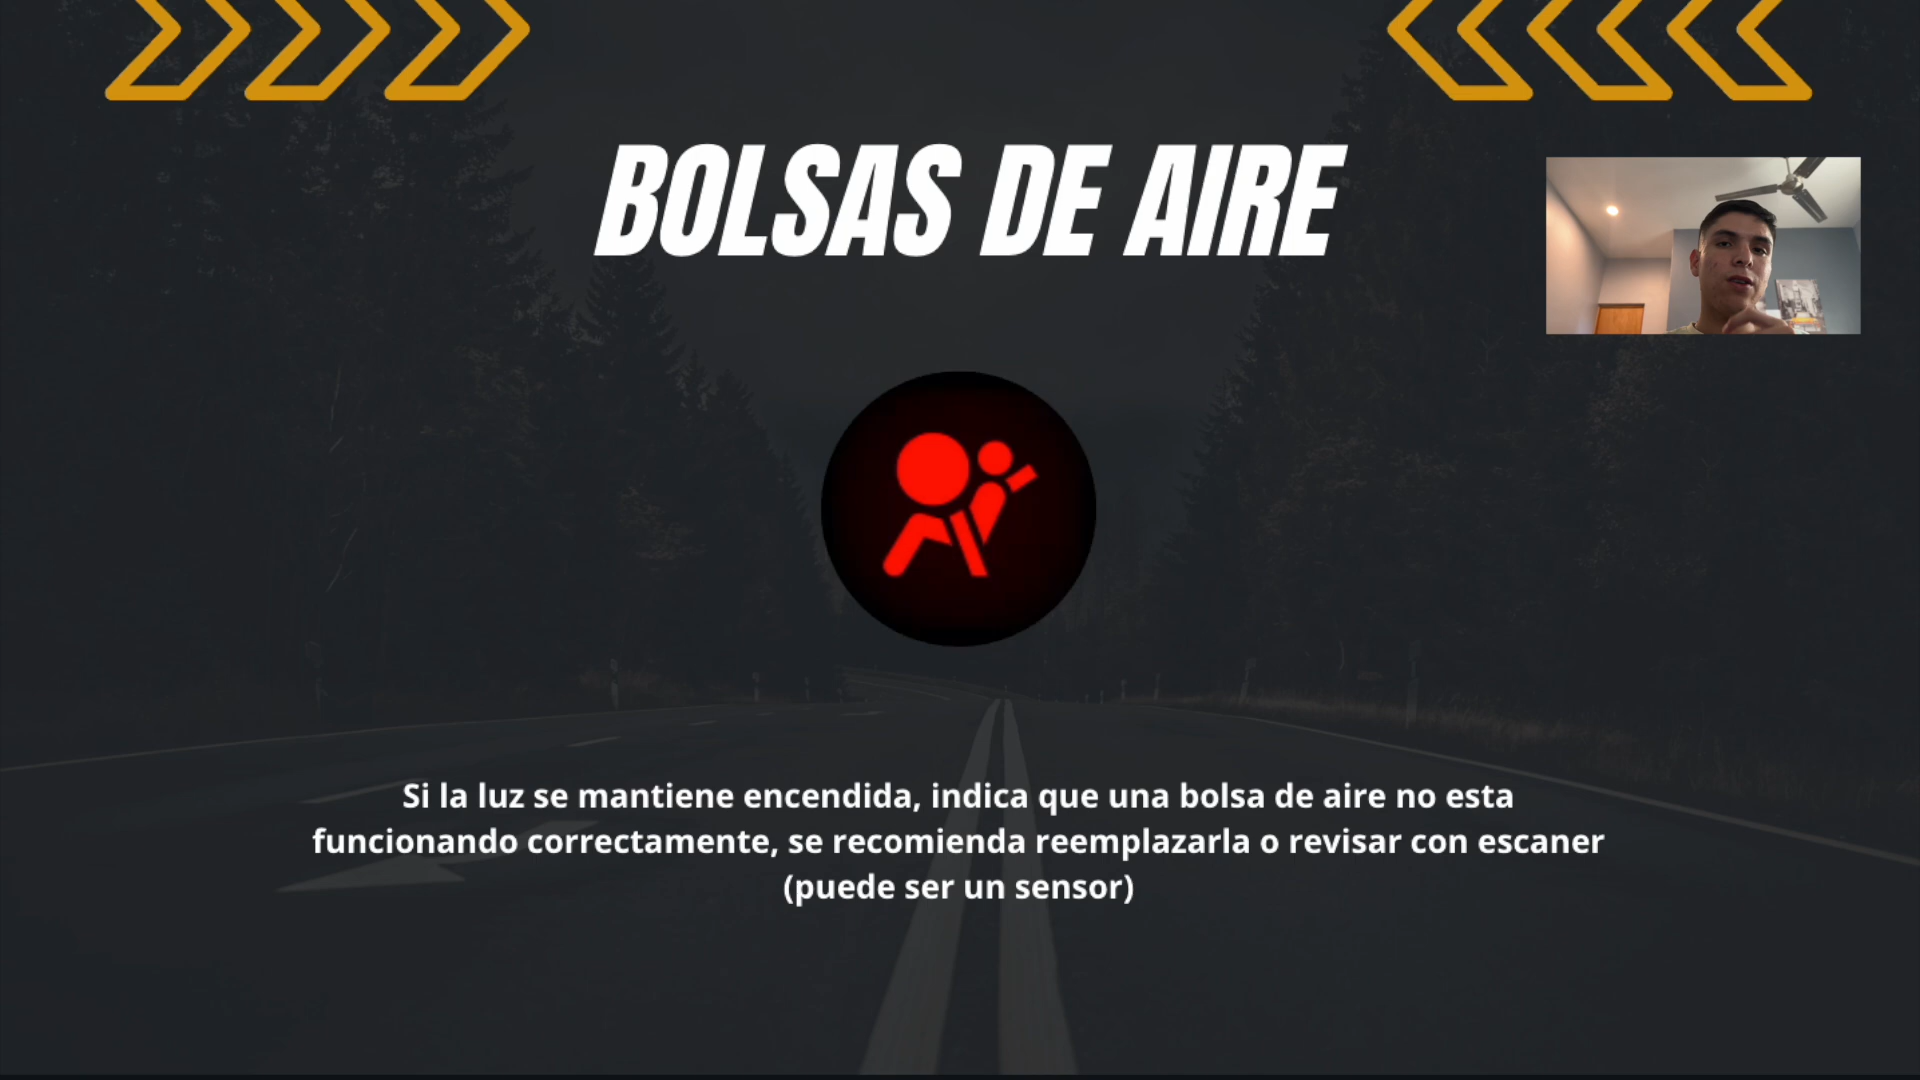 BOLSAS DE AIRE
Si la luz se mantiene encendida, indica que una bolsa de aire no esta
funcionando correctamente, se recomienda reemplazarla o revisar con escaner
(puede ser un sensor)